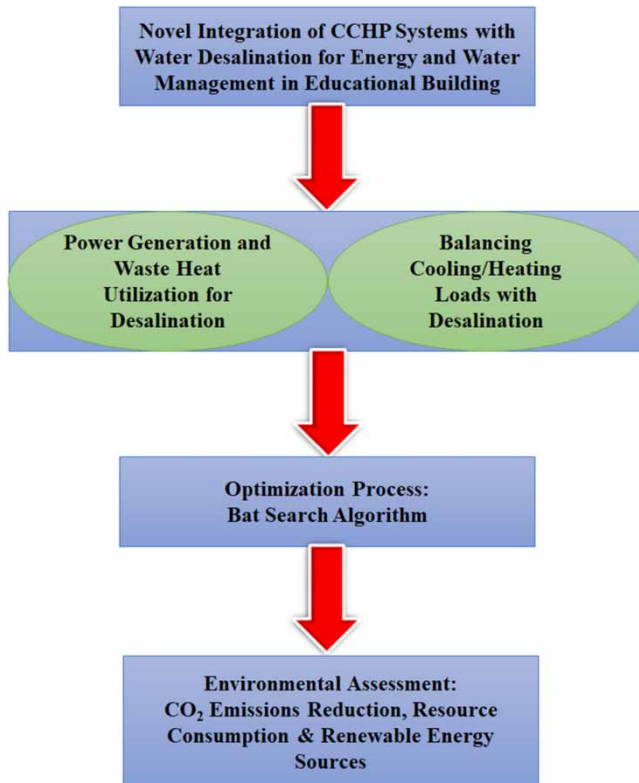 Novel Integration of CCHP Systems with
Water Desalination for Energy and Water
Management in Educational Building
Power Generation and
Waste Heat
Utilization for
Desalination
Balancing
Cooling/Heating
Loads with
Desalination
Optimization Process:
Bat Search Algorithm
Environmental Assessment:
CO₂ Emissions Reduction, Resource
Consumption & Renewable Energy
Sources